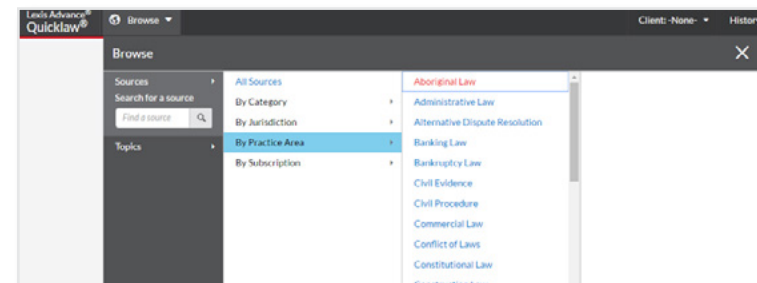 Lexis Advance®
Quicklaw®
Browse
Client: -None-
History
Browse
Sources
Search for a source
Find a source
Topics
All Sources
By Category
By Jurisdiction
By Practice Area
By Subscription
Aboriginal Law
Administrative Law
Alternative Dispute Resolution
Banking Law
Bankruptcy Law
Civil Evidence
Civil Procedure
Commercial Law
Conflict of Laws
Constitutional Law